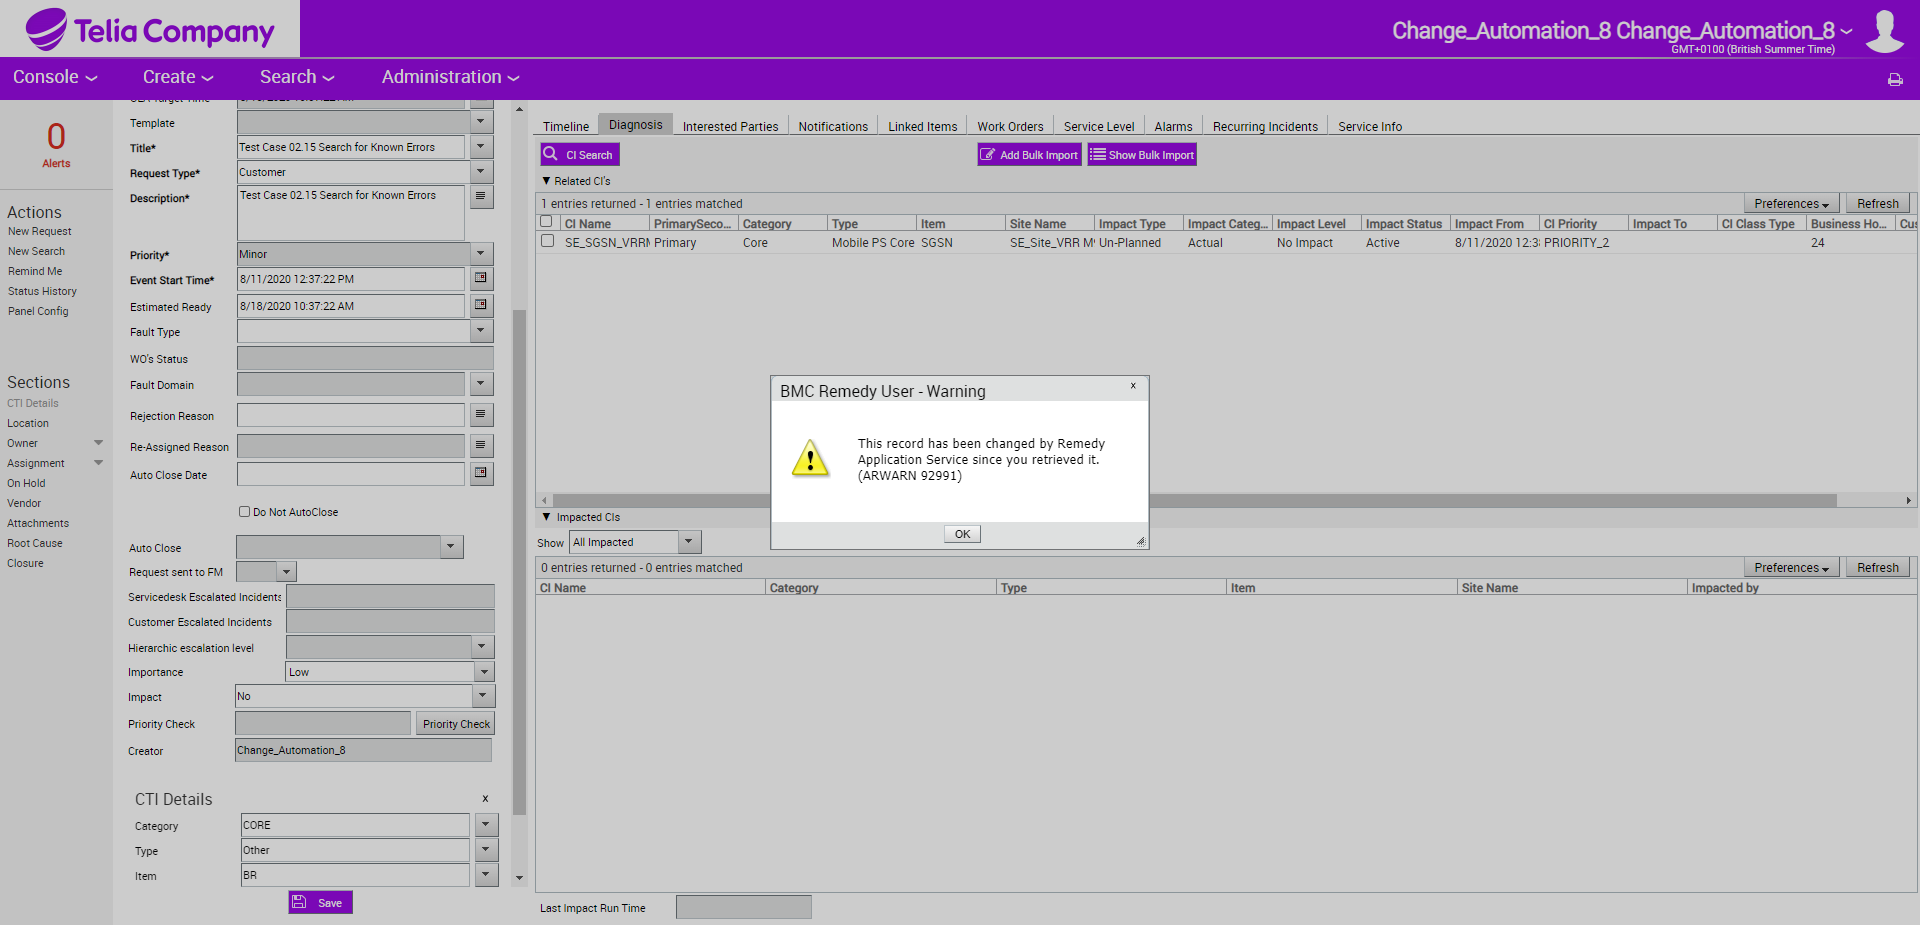 Telia Company
Change_Automation_8 Change_Automation_8
GMT+0100 (British Summer Time)
Console
Create
Search
Administration
0
Alerts
Actions
New Request
New Search
Remind Me
Status History
Panel Config
Sections
CTI Details
Location
Owner
Assignment
On Hold
Vendor
Attachments
Root Cause
Closure
Template
Title*
Test Case 02.15 Search for Known Errors
Request Type*
Customer
Description*
Test Case 02.15 Search for Known Errors
Priority*
Minor
Event Start Time*
8/11/2020 12:37:22 PM
Estimated Ready
8/18/2020 10:37:22 AM
Fault Type
WO's Status
Fault Domain
Rejection Reason
Re-Assigned Reason
Auto Close Date
Do Not AutoClose
Auto Close
Request sent to FM
Servicedesk Escalated Incidents
Customer Escalated Incidents
Hierarchic escalation level
Importance
Low
Impact
No
Priority Check
Priority Check
Creator
Change_Automation_8
CTI Details
x
Category
CORE
Type
Other
Item
BR
Save
Timeline
Diagnosis
Interested Parties
Notifications
Linked Items
Work Orders
Service Level
Alarms
Recurring Incidents
Service Info
CI Search
Add Bulk Import
Show Bulk Import
Related CI's
1 entries returned - 1 entries matched
Preferences
Refresh
CI Name PrimarySeco... Category Type Item Site Name Impact Type Impact Categ... Impact Level Impact Status Impact From CI Priority Impact To CI Class Type Business Ho... Cus
SE_SGSN_VRRM Primary Core Mobile PS Core SGSN SE_Site_VRR M Un-Planned Actual No Impact Active 8/11/2020 12:3 PRIORITY_2 24
BMC Remedy User - Warning
x
This record has been changed by Remedy
Application Service since you retrieved it.
(ARWARN 92991)
OK
Impacted CIs
Show
All Impacted
0 entries returned - 0 entries matched
Preferences
Refresh
CI Name Category Type Item Site Name Impacted by
Last Impact Run Time